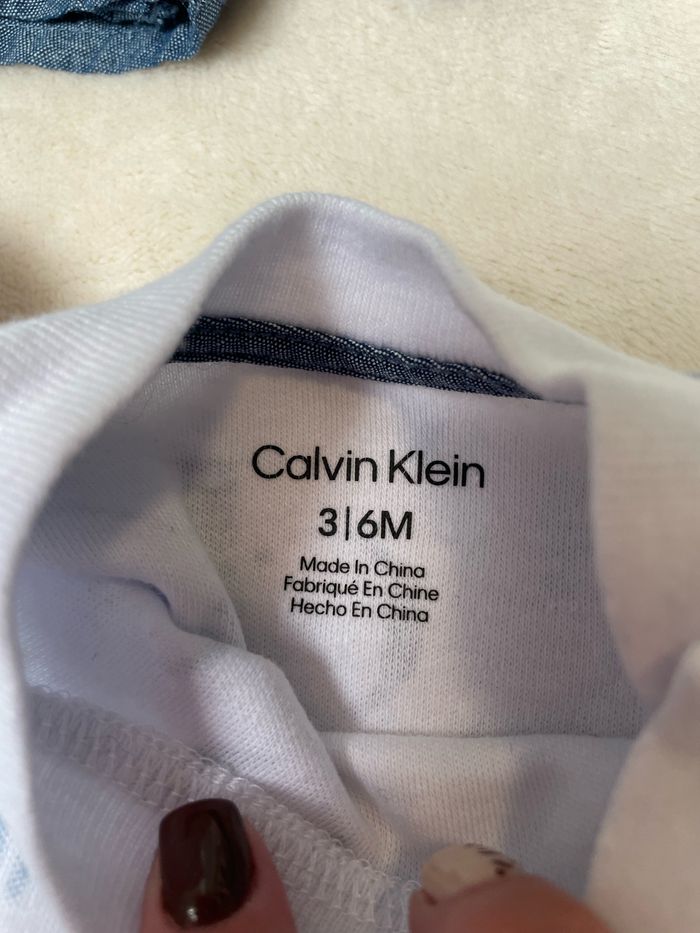 Calvin Klein
3|6M
Made In China
Fabriqué En Chine
Hecho En China